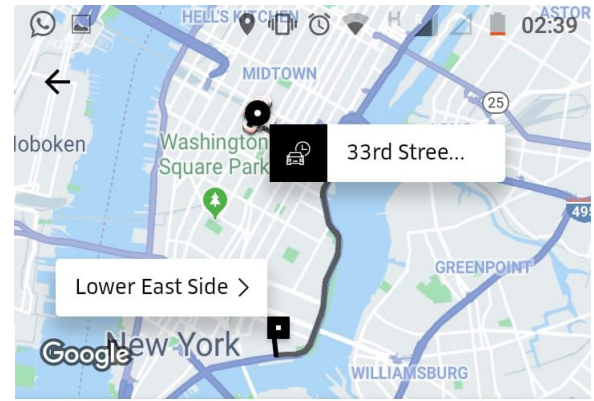 HELL'S KITCHEN
H
R
02:39
ASTOR
MIDTOWN
25
Hoboken
Washington
Square Park
33rd Stree...
495
GREENPOINT
Lower East Side >
New York
Google
WILLIAMSBURG